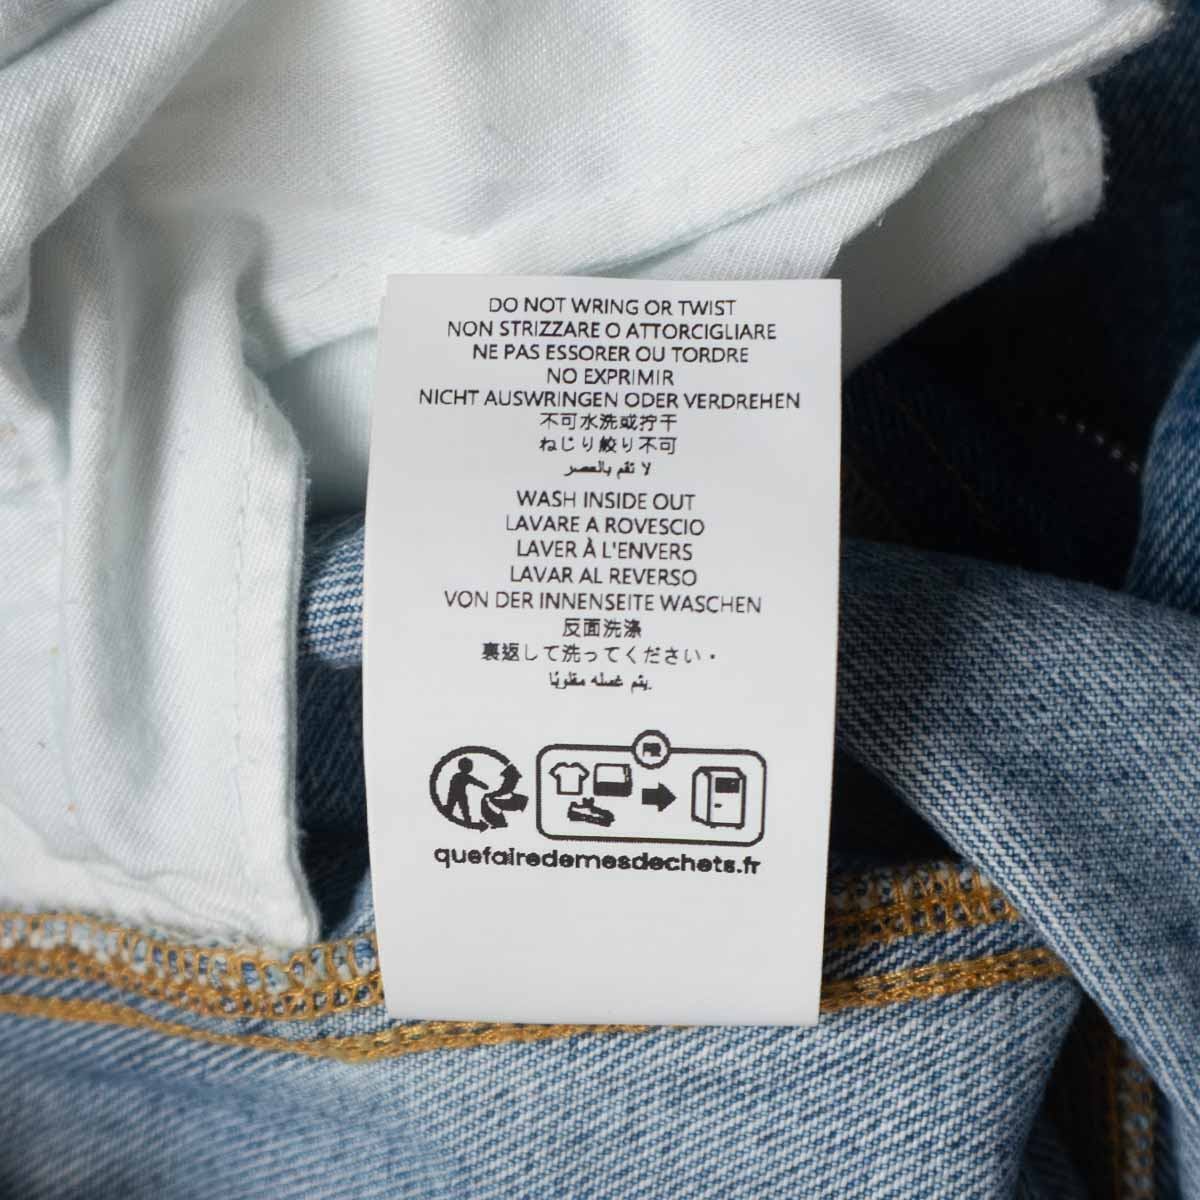 DO NOT WRING OR TWIST
NON STRIZZARE O ATTORCIGLIARE
NE PAS ESSORER OU TORDRE
NO EXPRIMIR
NICHT AUSWRINGEN ODER VERDREHEN
不可水洗或拧干
ねじり絞り不可
لا تقم بالعصر
WASH INSIDE OUT
LAVARE A ROVESCIO
LAVER À L'ENVERS
LAVAR AL REVERSO
VON DER INNENSEITE WASCHEN
反面洗涤
裏返して洗ってください・
يتم غسله مقلوبًا.
FR
quefairedemesdechets.fr